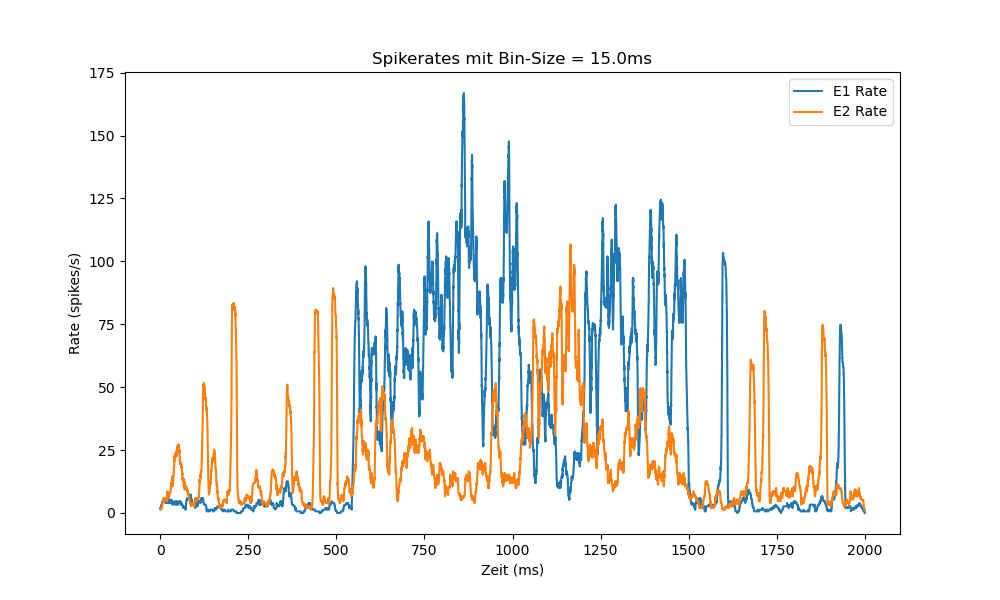 Spikerates mit Bin-Size = 15.0ms
E1 Rate
E2 Rate
Rate (spikes/s)
175
150
125
100
75
50
25
0
0 250 500 750 1000 1250 1500 1750 2000
Zeit (ms)